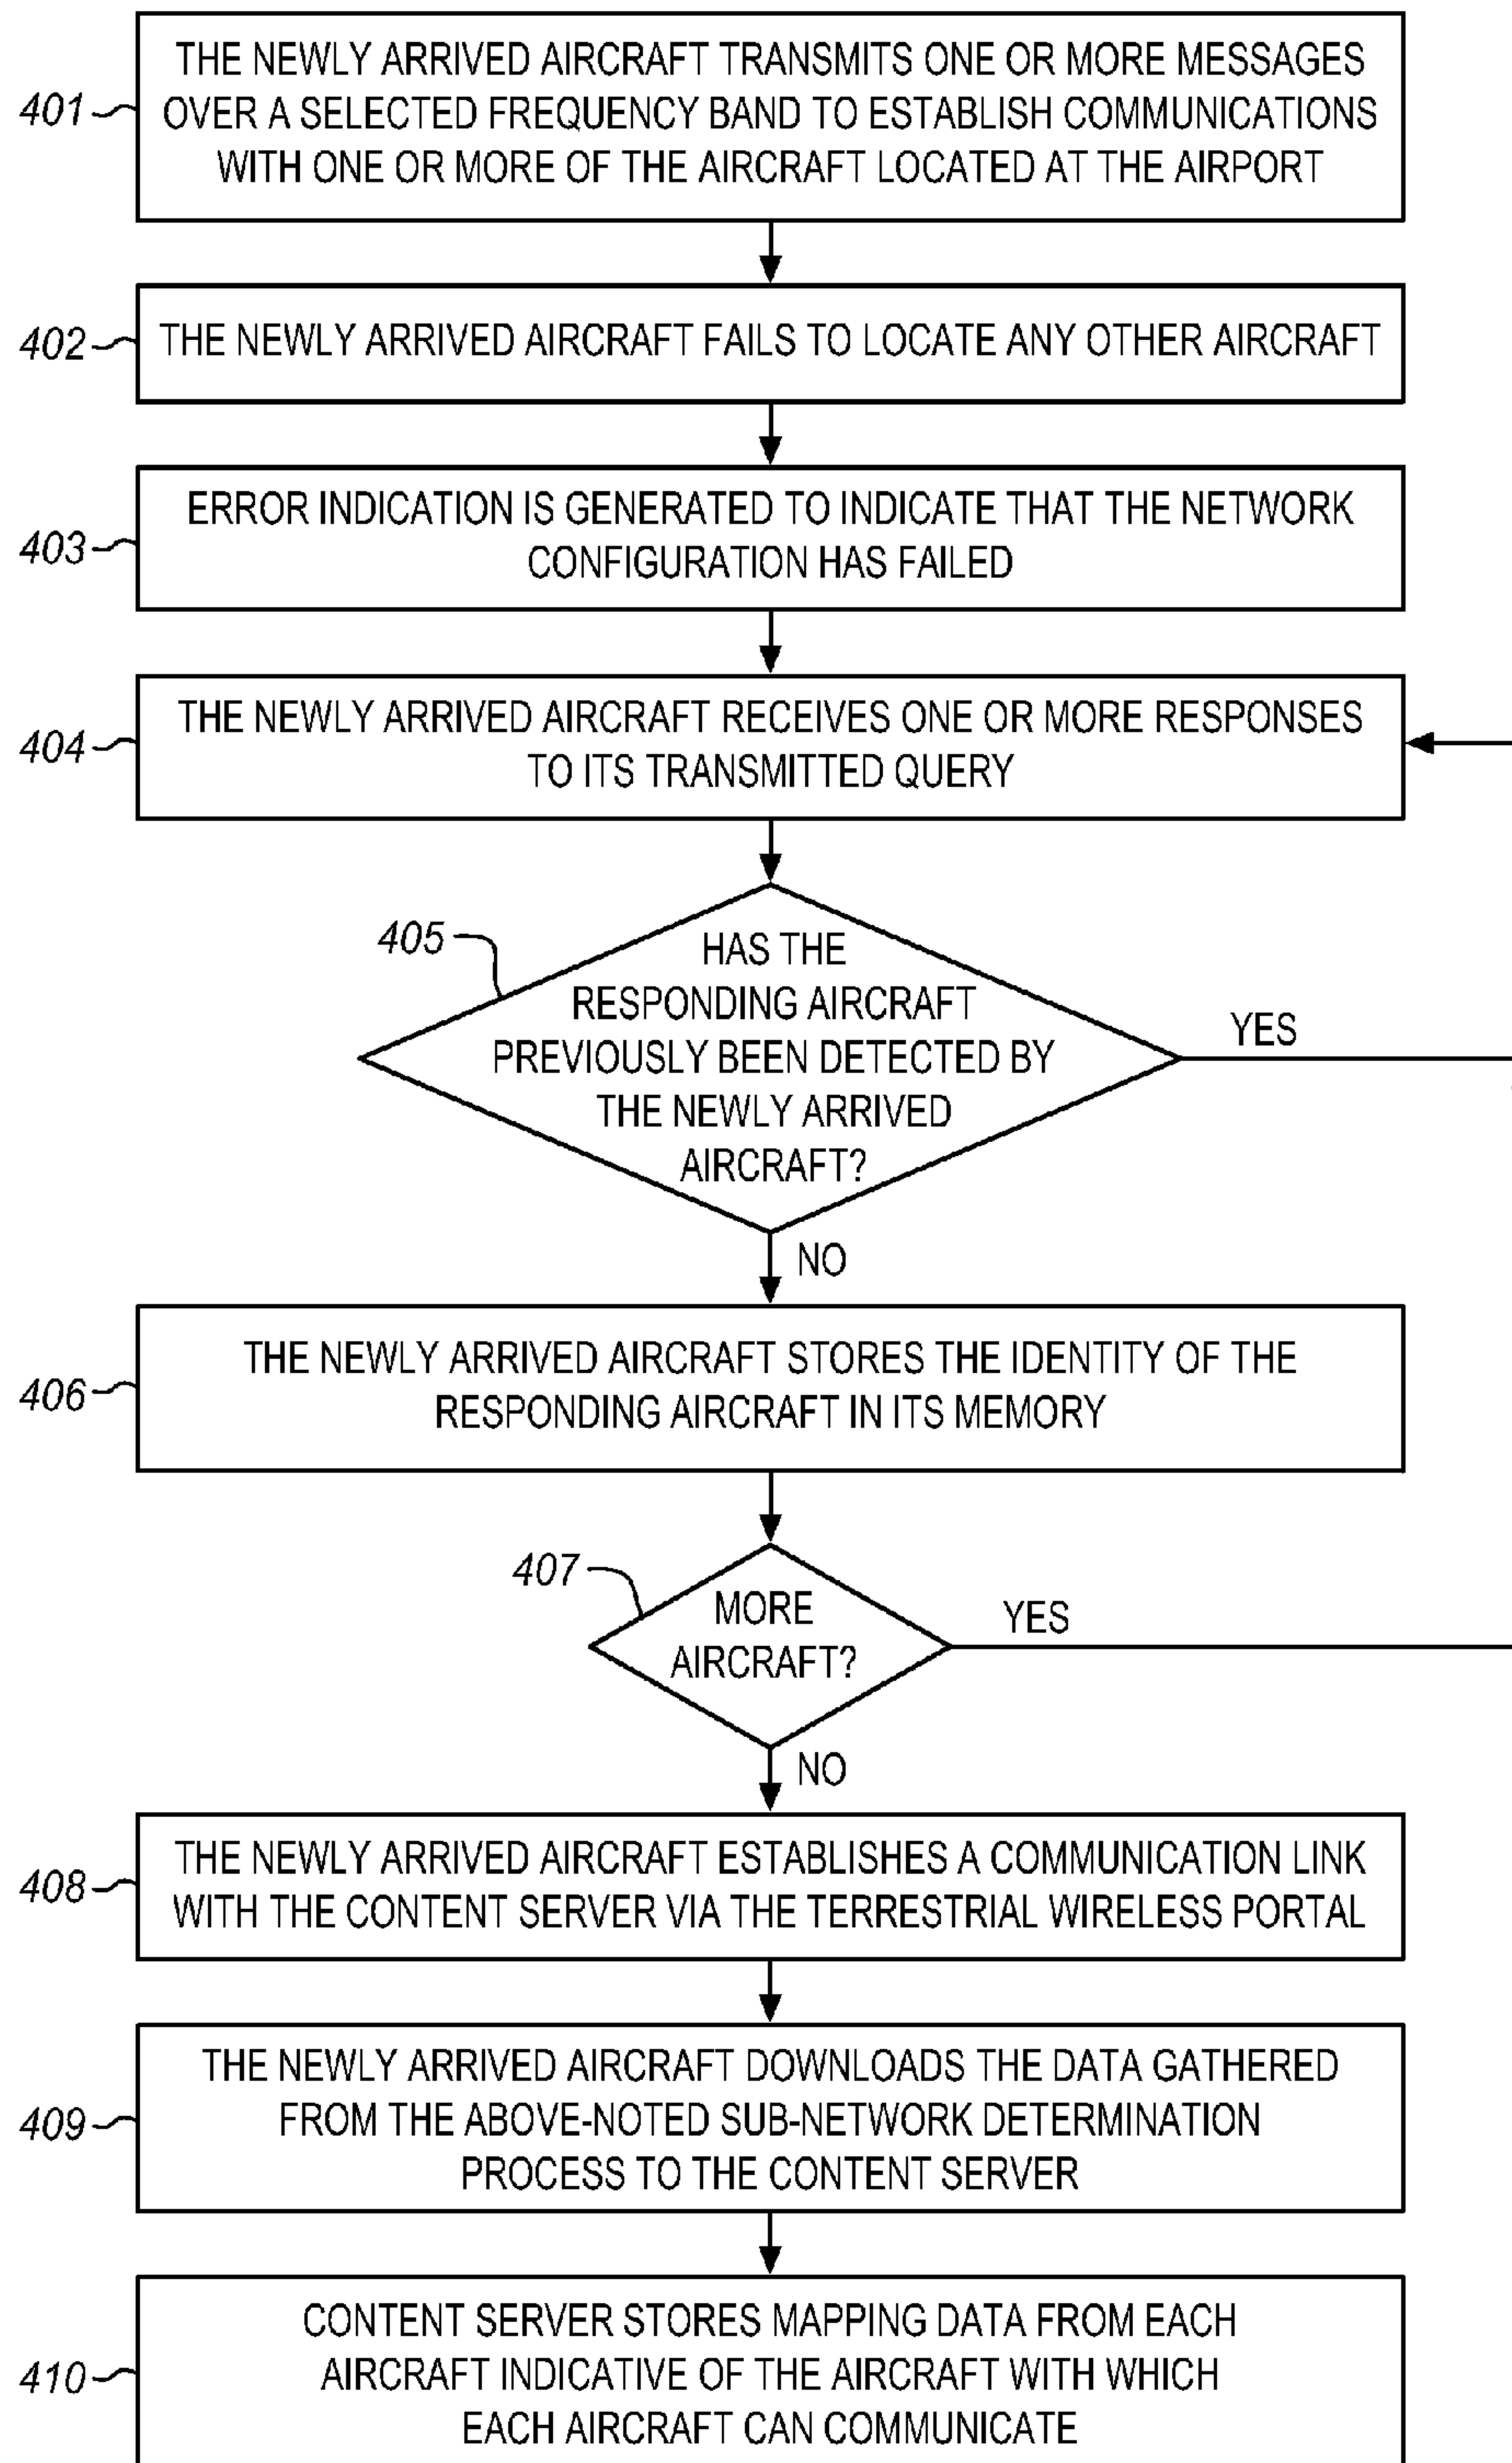 401
THE NEWLY ARRIVED AIRCRAFT TRANSMITS ONE OR MORE MESSAGES
OVER A SELECTED FREQUENCY BAND TO ESTABLISH COMMUNICATIONS
WITH ONE OR MORE OF THE AIRCRAFT LOCATED AT THE AIRPORT
402
THE NEWLY ARRIVED AIRCRAFT FAILS TO LOCATE ANY OTHER AIRCRAFT
403
ERROR INDICATION IS GENERATED TO INDICATE THAT THE NETWORK
CONFIGURATION HAS FAILED
404
THE NEWLY ARRIVED AIRCRAFT RECEIVES ONE OR MORE RESPONSES
TO ITS TRANSMITTED QUERY
405
HAS THE
RESPONDING AIRCRAFT
PREVIOUSLY BEEN DETECTED BY
THE NEWLY ARRIVED
AIRCRAFT?
YES
NO
406
THE NEWLY ARRIVED AIRCRAFT STORES THE IDENTITY OF THE
RESPONDING AIRCRAFT IN ITS MEMORY
407
MORE
AIRCRAFT?
YES
NO
408
THE NEWLY ARRIVED AIRCRAFT ESTABLISHES A COMMUNICATION LINK
WITH THE CONTENT SERVER VIA THE TERRESTRIAL WIRELESS PORTAL
409
THE NEWLY ARRIVED AIRCRAFT DOWNLOADS THE DATA GATHERED
FROM THE ABOVE-NOTED SUB-NETWORK DETERMINATION
PROCESS TO THE CONTENT SERVER
410
CONTENT SERVER STORES MAPPING DATA FROM EACH
AIRCRAFT INDICATIVE OF THE AIRCRAFT WITH WHICH
EACH AIRCRAFT CAN COMMUNICATE